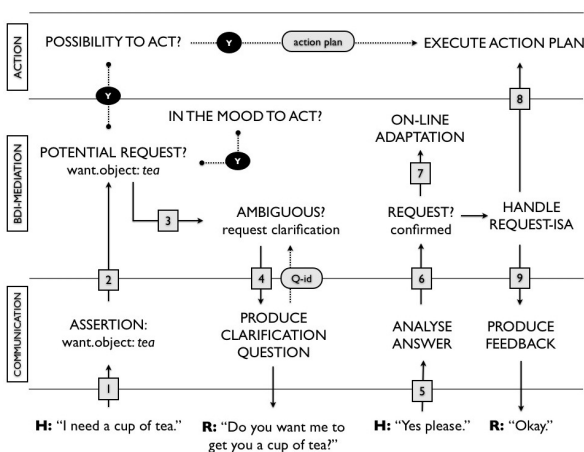 ACTION
POSSIBILITY TO ACT?
Y
action plan
EXECUTE ACTION PLAN
Y
8
BDI-MEDIATION
IN THE MOOD TO ACT?
Y
POTENTIAL REQUEST?
want.object: tea
3
AMBIGUOUS?
request clarification
ON-LINE
ADAPTATION
7
REQUEST?
confirmed
HANDLE
REQUEST-ISA
2
4
Q-id
6
9
COMMUNICATION
ASSERTION:
want.object: tea
PRODUCE
CLARIFICATION
QUESTION
ANALYSE
ANSWER
PRODUCE
FEEDBACK
1
5
H: “I need a cup of tea.”
R: “Do you want me to
get you a cup of tea?”
H: “Yes please.”
R: “Okay.”